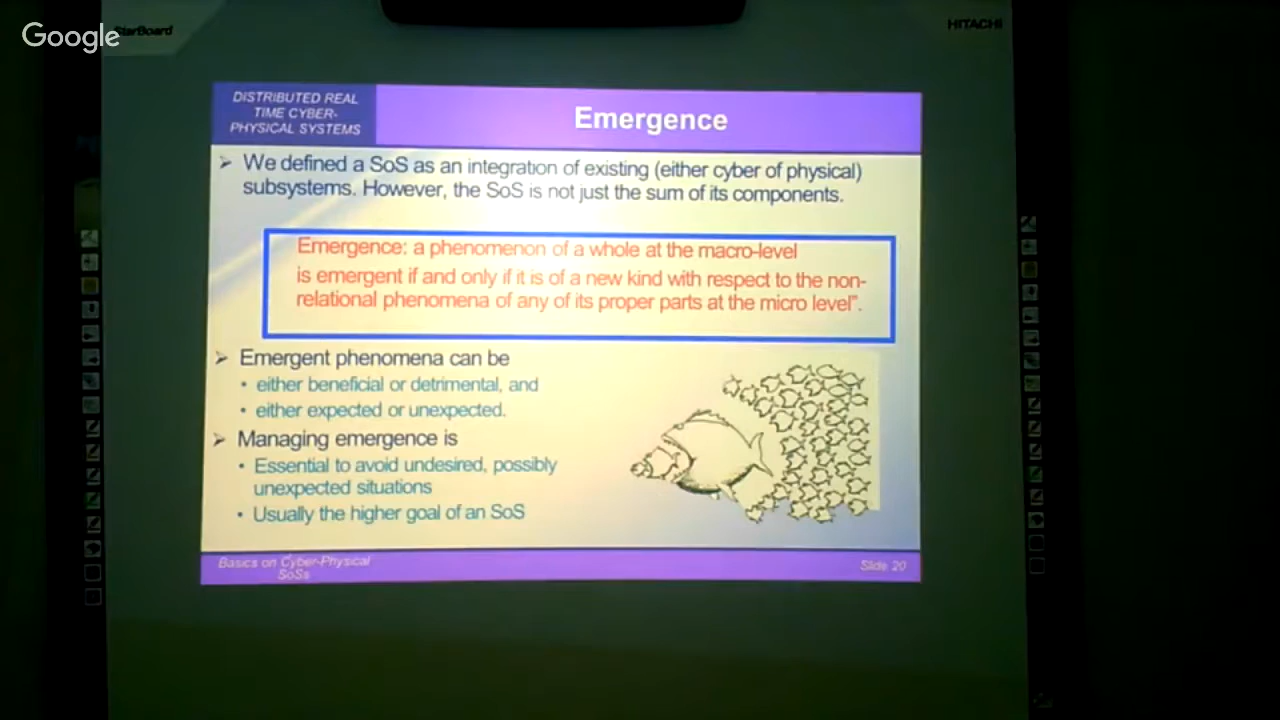 Google
StarBoard
HITACHI
DISTRIBUTED REAL
TIME CYBER-
PHYSICAL SYSTEMS
Emergence
➢ We defined a SoS as an integration of existing (either cyber of physical)
subsystems. However, the SoS is not just the sum of its components.
Emergence: a phenomenon of a whole at the macro-level
is emergent if and only if it is of a new kind with respect to the non-
relational phenomena of any of its proper parts at the micro level”.
➢ Emergent phenomena can be
• either beneficial or detrimental, and
• either expected or unexpected.
➢ Managing emergence is
• Essential to avoid undesired, possibly
unexpected situations
• Usually the higher goal of an SoS
Basics on Cyber-Physical
SoSs
Slide 20